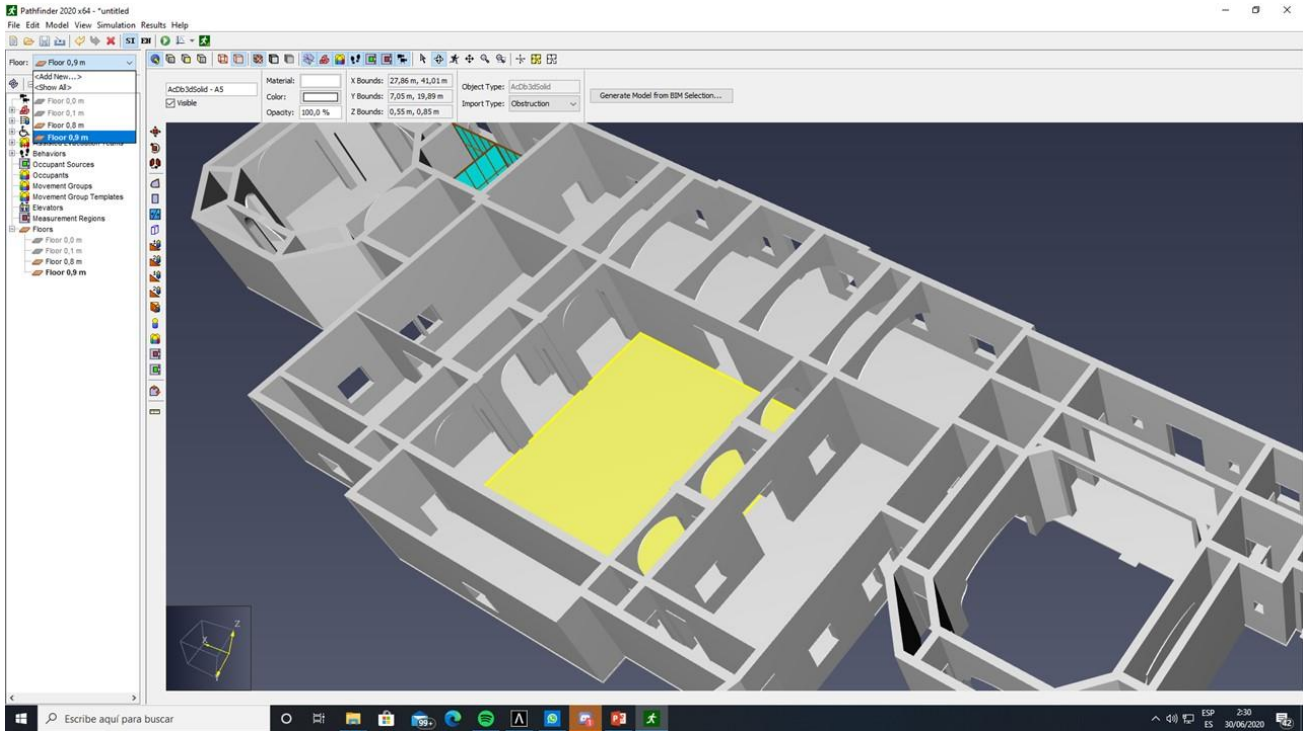 Pathfinder 2020 x64 - *untitled
File Edit Model View Simulation Results Help
SI EN
Floor: Floor 0,9 m
<Add New...>
<Show All>
Floor 0,0 m
Floor 0,1 m
Floor 0,8 m
Floor 0,9 m
Behaviors
Occupant Sources
Occupants
Movement Groups
Movement Group Templates
Elevators
Measurement Regions
Floors
Floor 0,0 m
Floor 0,1 m
Floor 0,8 m
Floor 0,9 m
AcDb3dSolid - A5
Visible
Material:
Color:
Opacity: 100,0 %
X Bounds: 27,86 m, 41,01 m
Y Bounds: 7,05 m, 19,89 m
Z Bounds: 0,55 m, 0,85 m
Object Type: AcDb3dSolid
Import Type: Obstruction
Generate Model from BIM Selection...
Z
X
Escribe aquí para buscar
99+
ESP
ES
2:30
30/06/2020
42